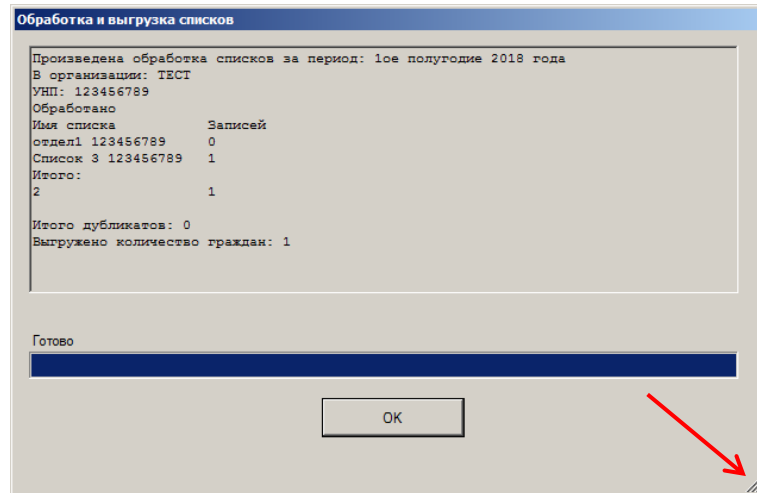 Обработка и выгрузка списков
Произведена обработка списков за период: 1ое полугодие 2018 года
В организации: ТЕСТ
УНП: 123456789
Обработано
Имя списка Записей
отдел1 123456789 0
Список 3 123456789 1
Итого:
2 1
Итого дубликатов: 0
Выгружено количество граждан: 1
Готово
ОК